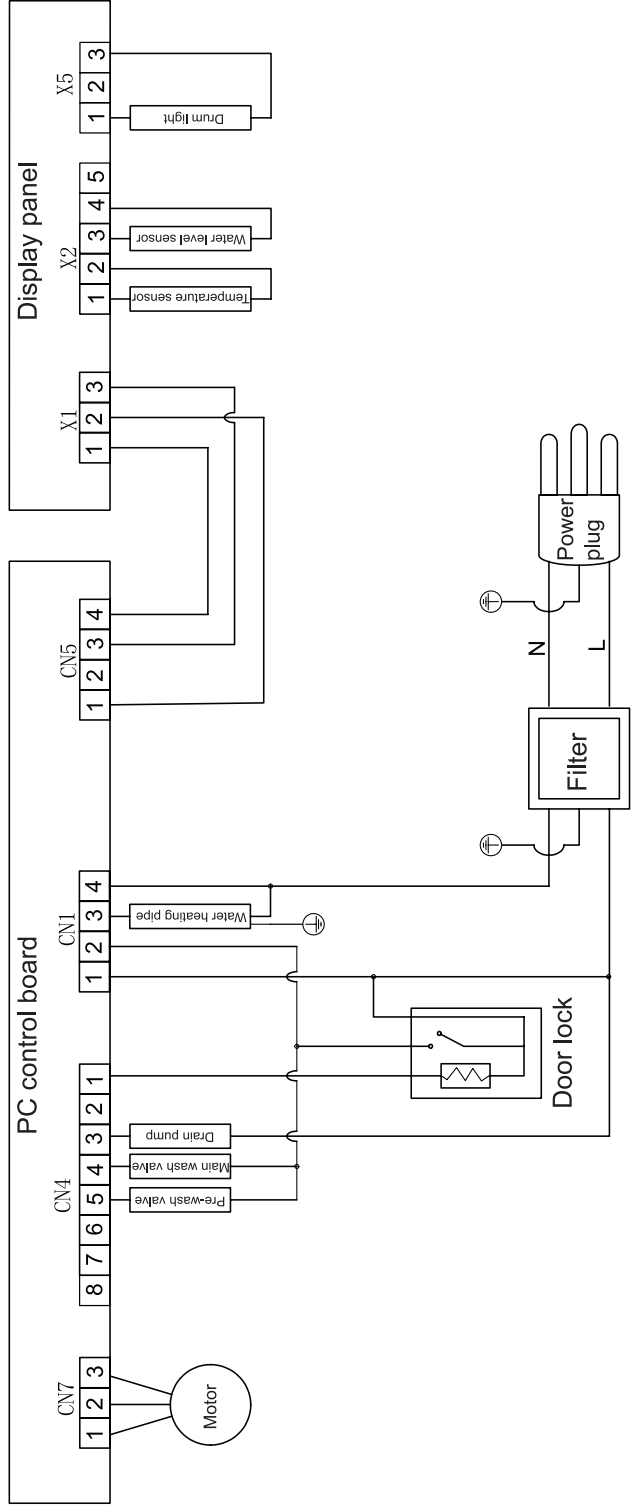 PC control board
Display panel
CN7
CN4
CN1
CN5
X1
X2
X5
1 2 3
8 7 6 5 4 3 2 1
1 2 3 4
1 2 3 4
1 2 3
1 2 3 4 5
1 2 3
Motor
Pre-wash valve
Main wash valve
Drain pump
Water heating pipe
Temperature sensor
Water level sensor
Drum light
Door lock
Filter
N
L
Power
plug